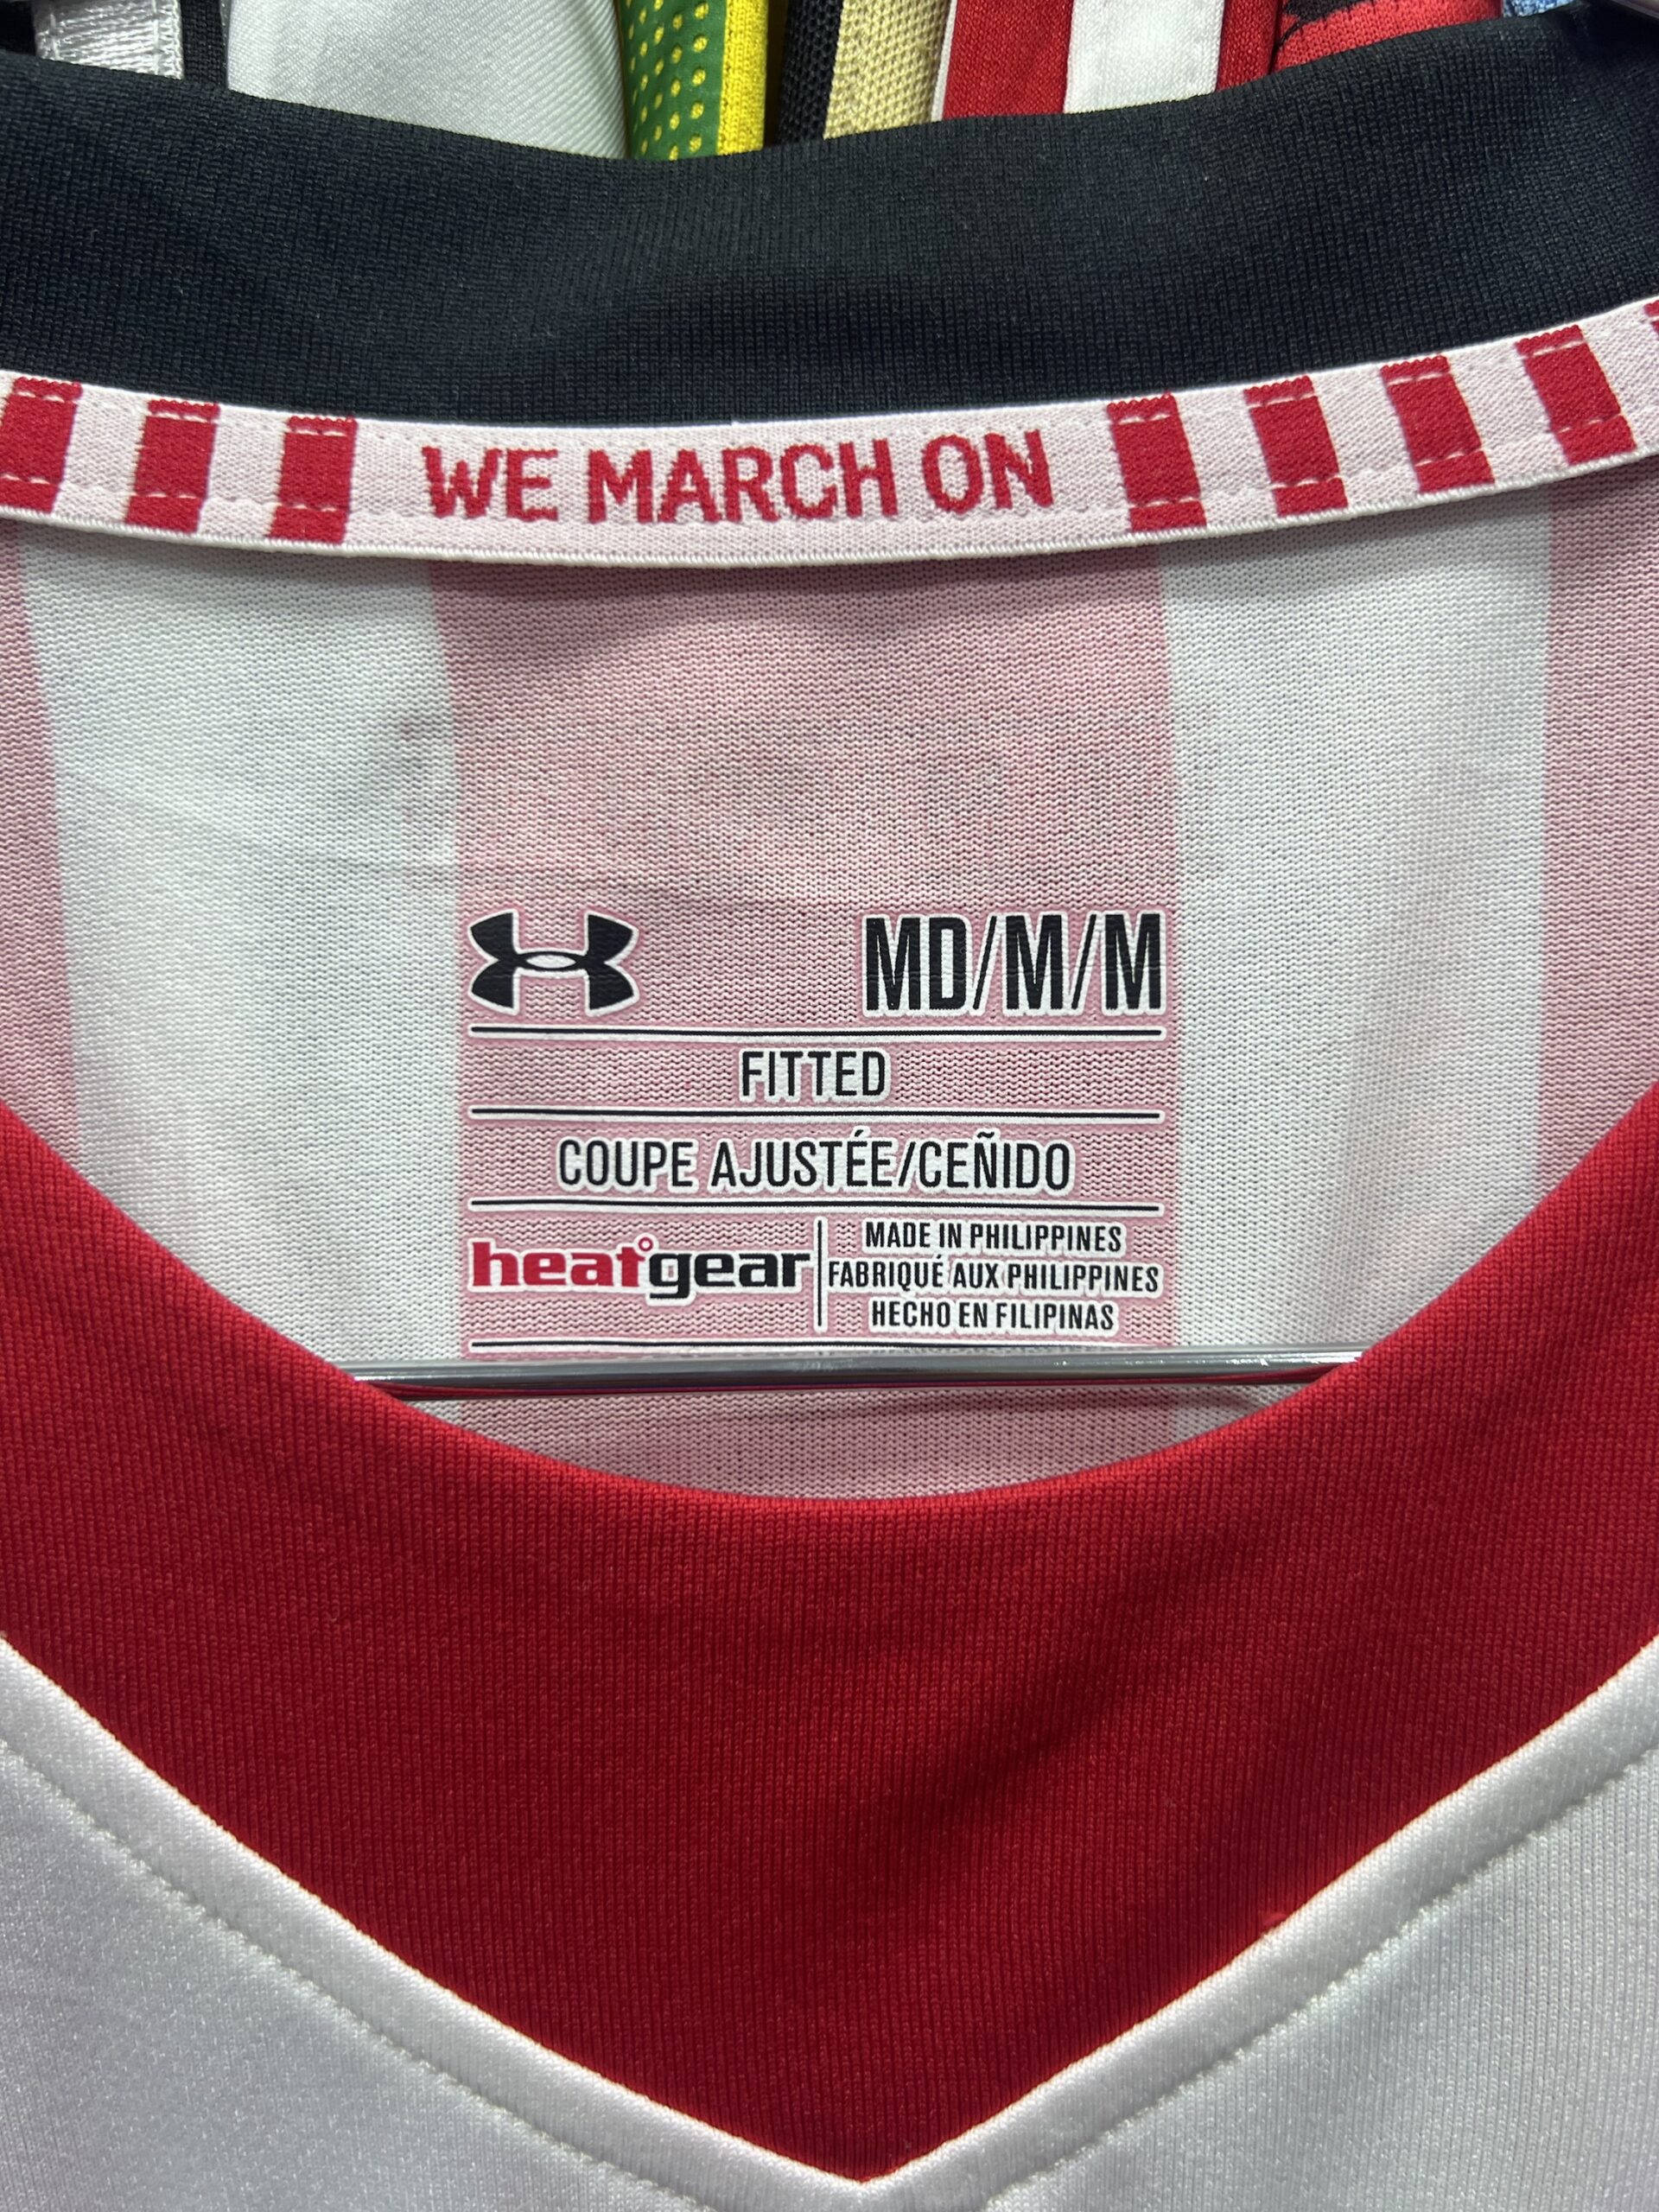 WE MARCH ON
MD/M/M
FITTED
COUPE AJUSTÉE/CEÑIDO
heatgear
MADE IN PHILIPPINES
FABRIQUÉ AUX PHILIPPINES
HECHO EN FILIPINAS